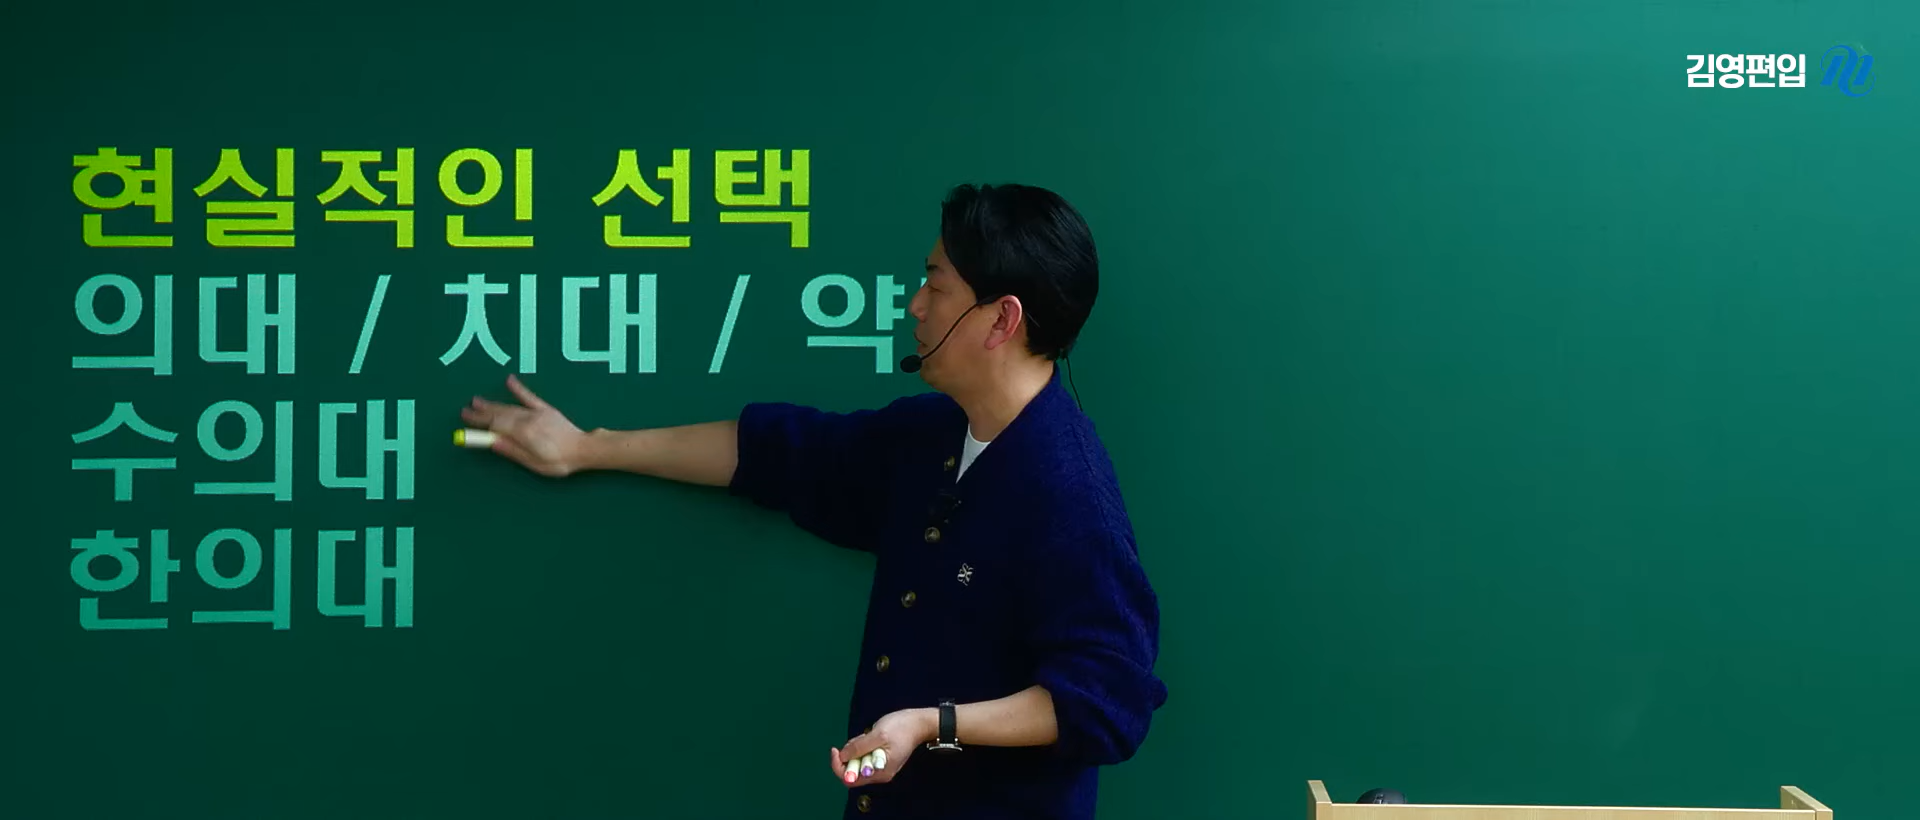 김영편입
현실적인 선택
의대 / 치대 / 약
수의대
한의대